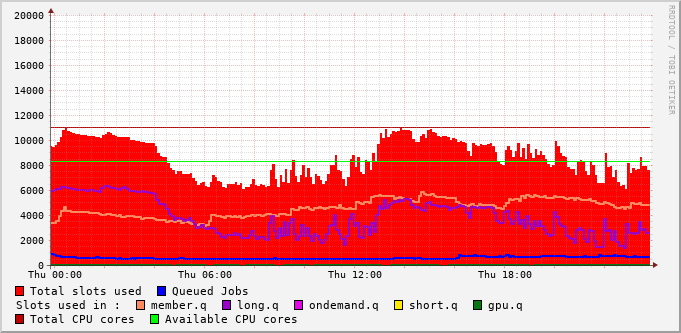 20000
18000
16000
14000
12000
10000
8000
6000
4000
2000
0
Thu 00:00 Thu 06:00 Thu 12:00 Thu 18:00
RRDTOOL / TOBI OETIKER
Total slots used Queued Jobs
Slots used in : member.q long.q ondemand.q short.q gpu.q
Total CPU cores Available CPU cores